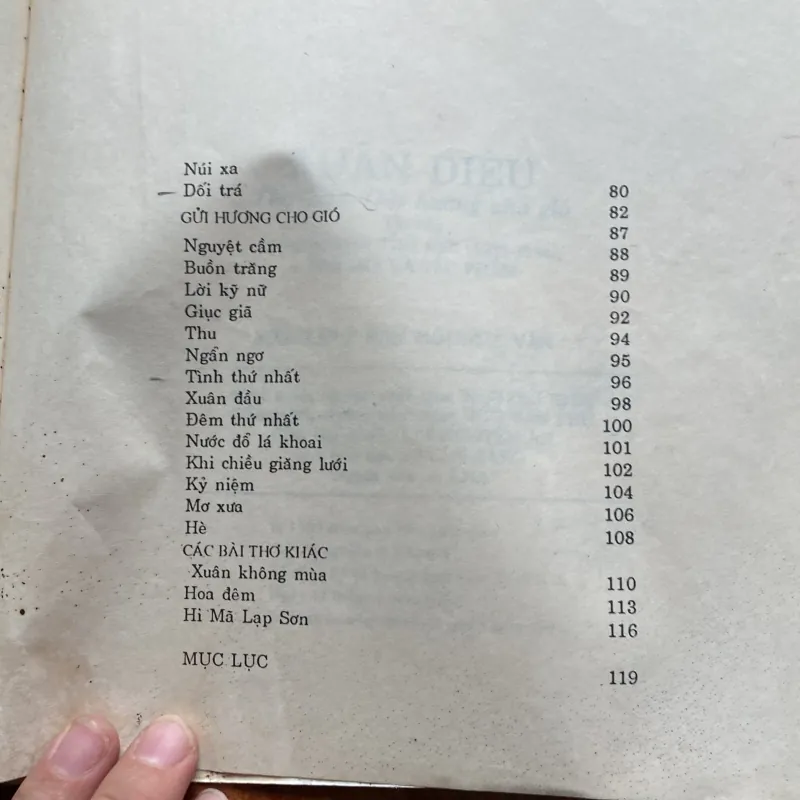 Núi xa 80
Dối trá 82
GỬI HƯƠNG CHO GIÓ 87
Nguyệt cầm 88
Buồn trăng 89
Lời kỹ nữ 90
Giục giã 92
Thu 94
Ngẩn ngơ 95
Tình thứ nhất 96
Xuân đầu 98
Đêm thứ nhất 100
Nước đổ lá khoai 101
Khi chiều giăng lưới 102
Kỷ niệm 104
Mơ xưa 106
Hè 108
CÁC BÀI THƠ KHÁC
Xuân không mùa 110
Hoa đêm 113
Hi Mã Lạp Sơn 116
MỤC LỤC 119